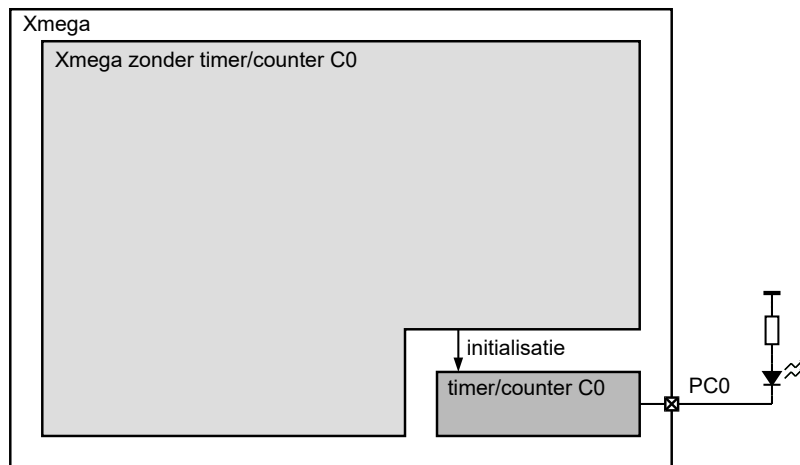 Xmega
Xmega zonder timer/counter C0
initialisatie
timer/counter C0
PC0